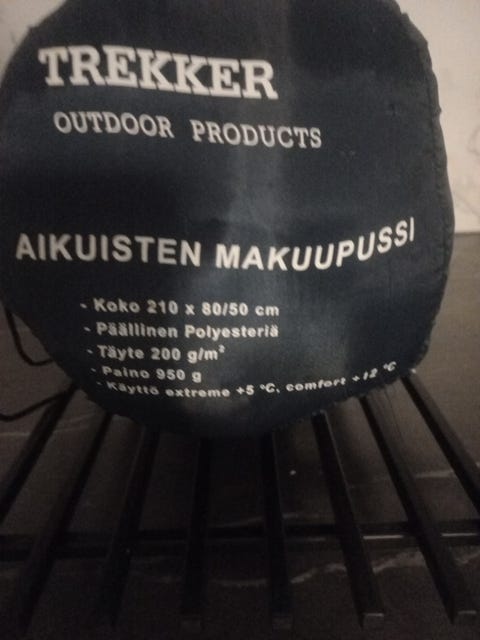 TREKKER
OUTDOOR PRODUCTS
AIKUISTEN MAKUUPUSSI
- Koko 210 x 80/50 cm
- Päällinen Polyesteriä
- Täyte 200 g/m²
- Paino 950 g
- Käyttö extreme +5 °C, comfort +12 °C